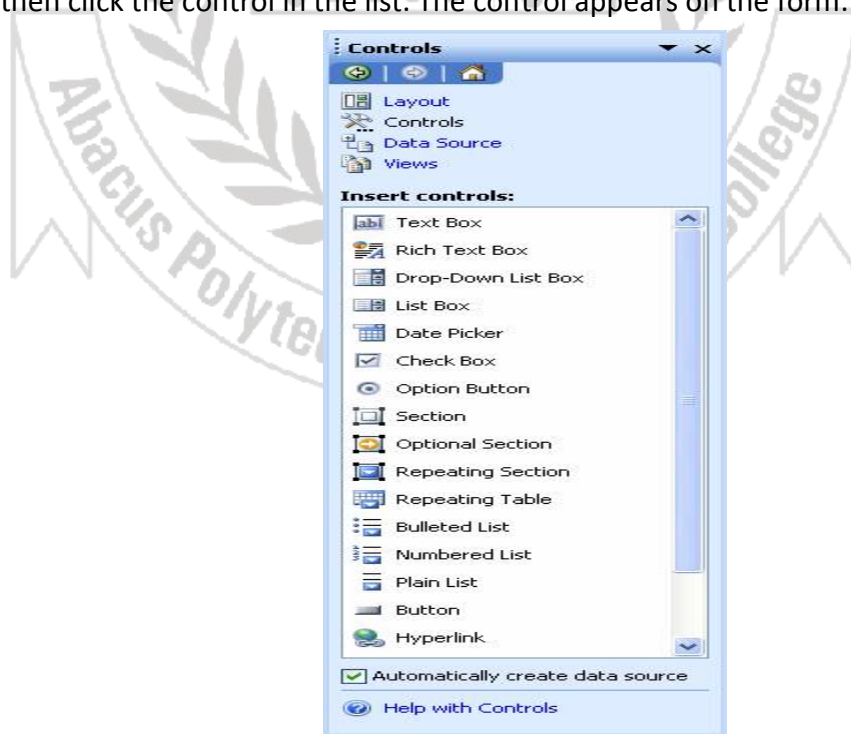 then click the control in the list. The control appears on the form.
Controls
Layout
Controls
Data Source
Views
Insert controls:
Text Box
Rich Text Box
Drop-Down List Box
List Box
Date Picker
Check Box
Option Button
Section
Optional Section
Repeating Section
Repeating Table
Bulleted List
Numbered List
Plain List
Button
Hyperlink
Automatically create data source
Help with Controls
Abacus Polytec
College